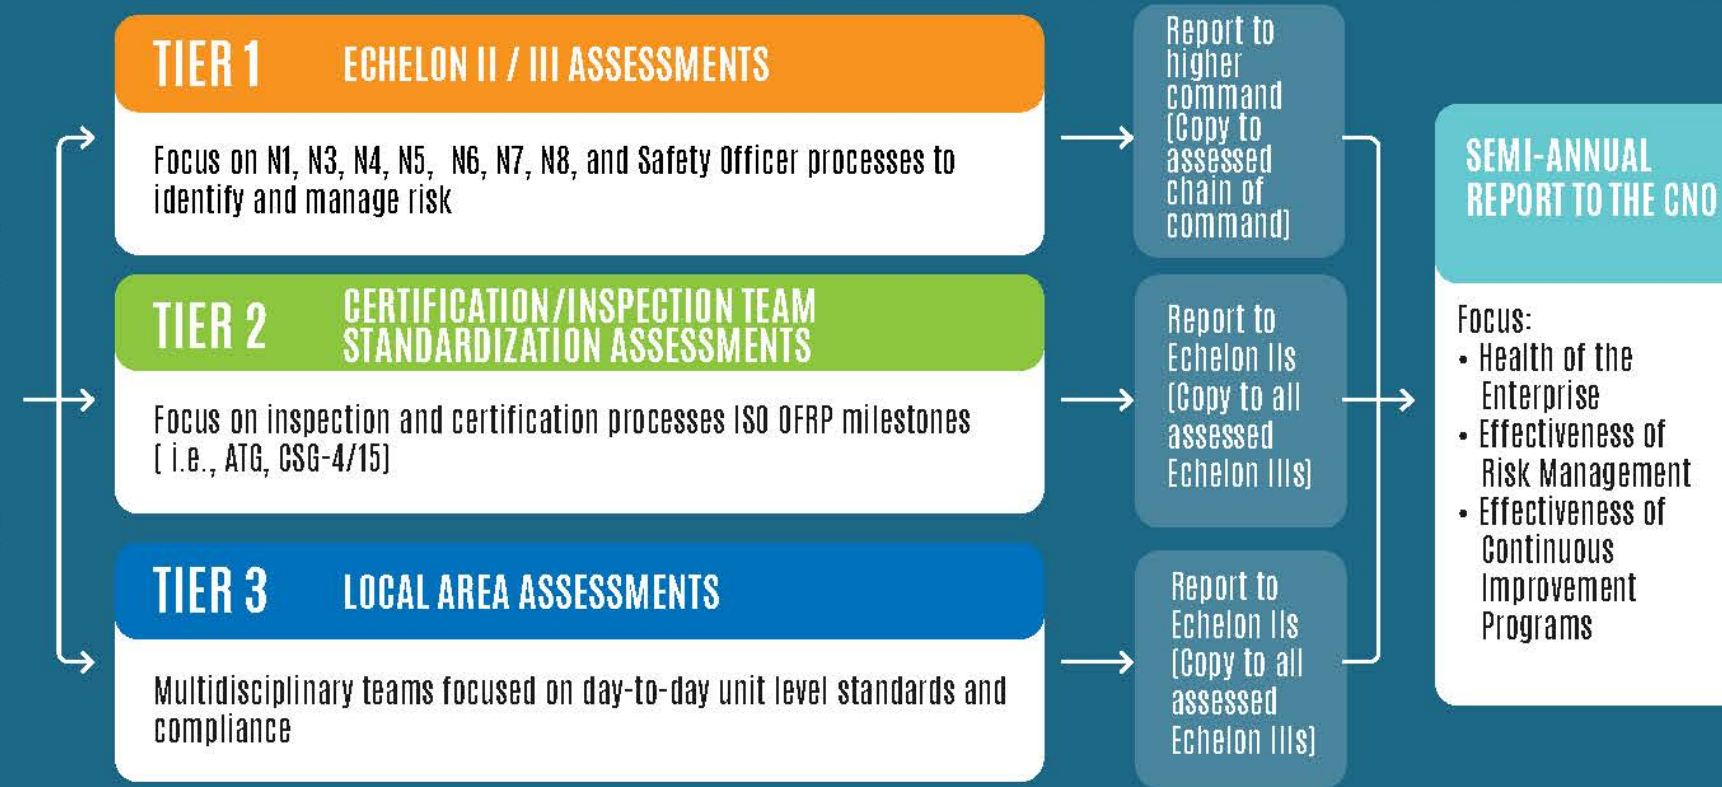 TIER 1
ECHELON II / III ASSESSMENTS
Focus on N1, N3, N4, N5, N6, N7, N8, and Safety Officer processes to
identify and manage risk
Report to
higher
command
(Copy to
assessed
chain of
command)
TIER 2
CERTIFICATION/INSPECTION TEAM
STANDARDIZATION ASSESSMENTS
Focus on inspection and certification processes ISO OFRP milestones
( i.e., ATG, CSG-4/15)
Report to
Echelon IIs
(Copy to all
assessed
Echelon IIIs)
TIER 3
LOCAL AREA ASSESSMENTS
Multidisciplinary teams focused on day-to-day unit level standards and
compliance
Report to
Echelon IIs
(Copy to all
assessed
Echelon IIIs)
SEMI-ANNUAL
REPORT TO THE CNO
Focus:
• Health of the
Enterprise
• Effectiveness of
Risk Management
• Effectiveness of
Continuous
Improvement
Programs